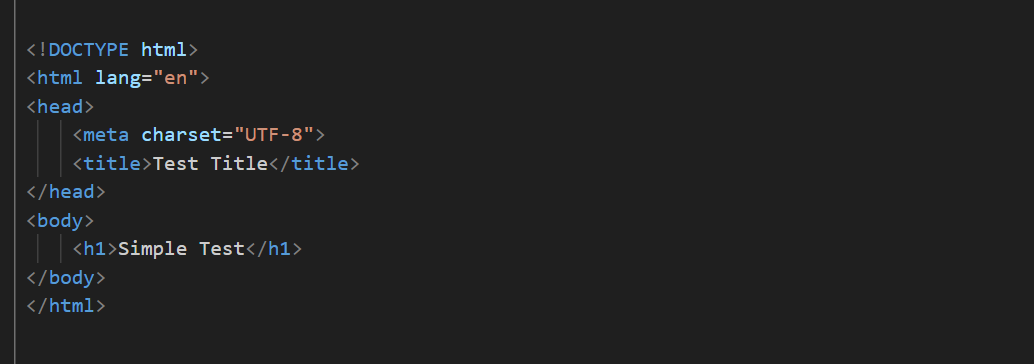 <!DOCTYPE html>
<html lang="en">
<head>
    <meta charset="UTF-8">
    <title>Test Title</title>
</head>
<body>
    <h1>Simple Test</h1>
</body>
</html>